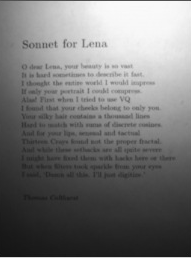 Sonnet for Lena
O dear Lena, your beauty is so vast
It is hard sometimes to describe it fast.
I thought the entire world I would impress
If only your portrait I could compress.
Alas! First when I tried to use VQ
I found that your cheeks belong to only you.
Your silky hair contains a thousand lines
Hard to match with sums of discrete cosines.
And for your lips, sensual and tactual
Thirteen Crays found not the proper fractal.
And while these setbacks are all quite severe
I might have fixed them with hacks here or there
But when filters took sparkle from your eyes
I said, 'Damn all this. I'll just digitize.'
Thomas Colthurst